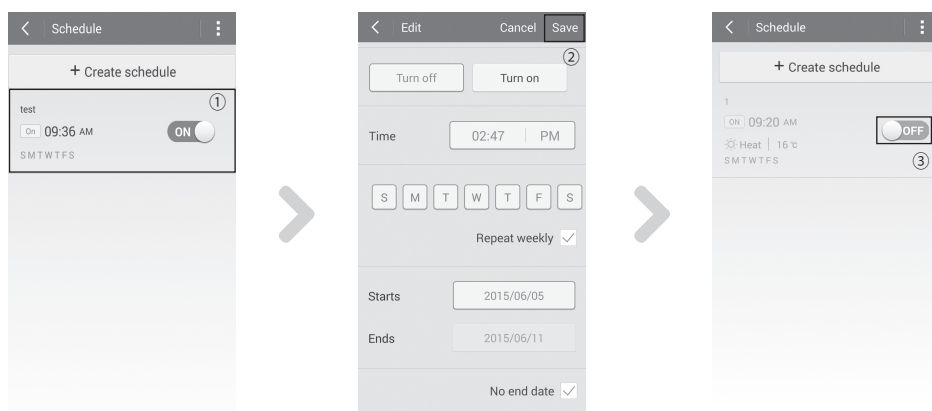 Schedule
+ Create schedule
①
test
On 09:36 AM
ON
SMTWTFS
Edit Cancel Save
②
Turn off Turn on
Time 02:47 PM
S M T W T F S
Repeat weekly
Starts 2015/06/05
Ends 2015/06/11
No end date
Schedule
+ Create schedule
1
ON 09:20 AM
OFF
Heat 16 ℃
③
SMTWTFS